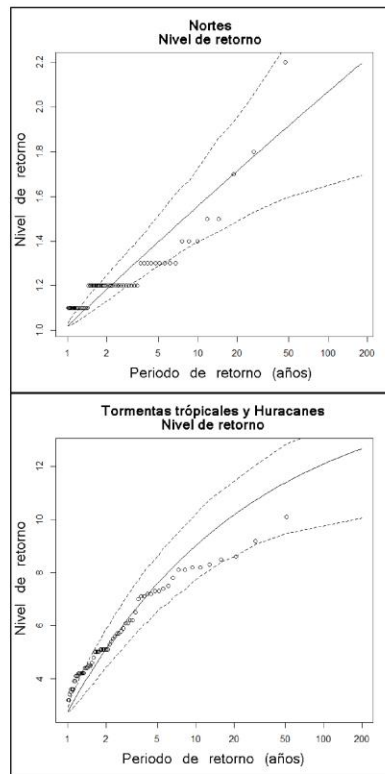 Nortes
Nivel de retorno
Nivel de retorno
2.2
2.0
1.8
1.6
1.4
1.2
1.0
1 2 5 10 20 50 100 200
Periodo de retorno (años)
Tormentas trópicales y Huracanes
Nivel de retorno
Nivel de retorno
12
10
8
6
4
1 2 5 10 20 50 100 200
Periodo de retorno (años)